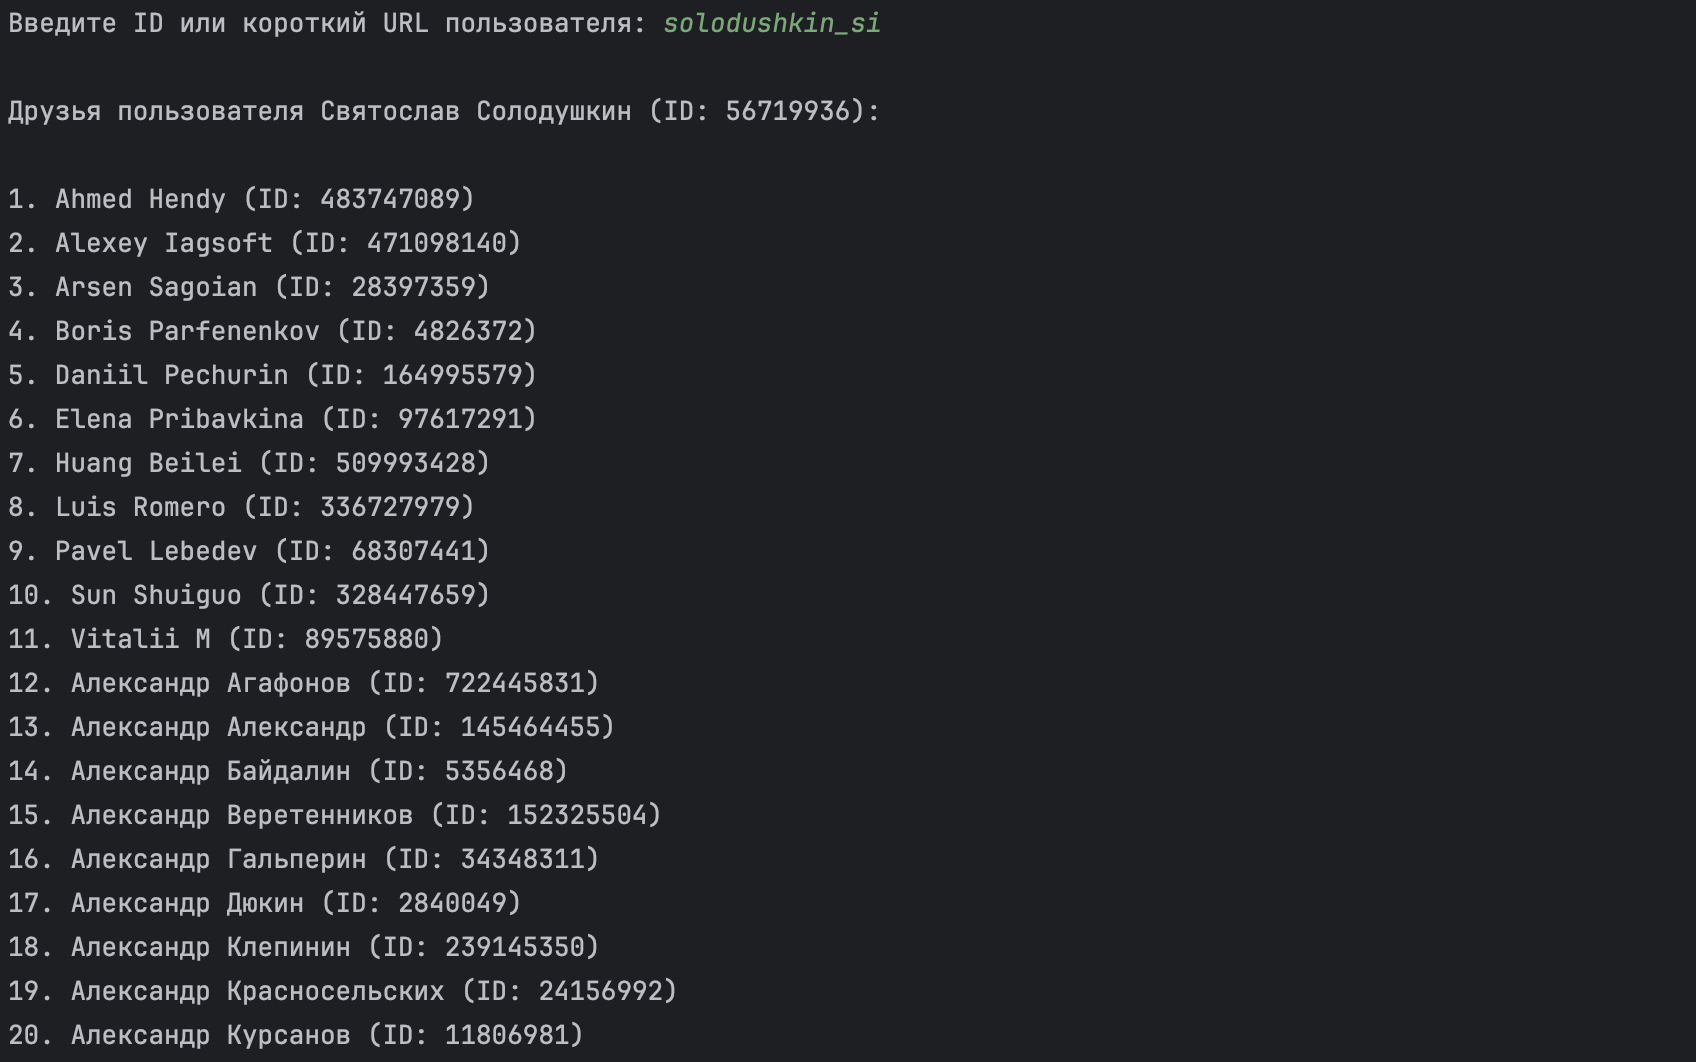 Введите ID или короткий URL пользователя: solodushkin_si
Друзья пользователя Святослав Солодушкин (ID: 56719936):
1. Ahmed Hendy (ID: 483747089)
2. Alexey Iagsoft (ID: 471098140)
3. Arsen Sagoian (ID: 28397359)
4. Boris Parfenenkov (ID: 4826372)
5. Daniil Pechurin (ID: 164995579)
6. Elena Pribavkina (ID: 97617291)
7. Huang Beilei (ID: 509993428)
8. Luis Romero (ID: 336727979)
9. Pavel Lebedev (ID: 68307441)
10. Sun Shuiguo (ID: 328447659)
11. Vitalii M (ID: 89575880)
12. Александр Агафонов (ID: 722445831)
13. Александр Александр (ID: 145464455)
14. Александр Байдалин (ID: 5356468)
15. Александр Веретенников (ID: 152325504)
16. Александр Гальперин (ID: 34348311)
17. Александр Дюкин (ID: 2840049)
18. Александр Клепинин (ID: 239145350)
19. Александр Красносельских (ID: 24156992)
20. Александр Курсанов (ID: 11806981)